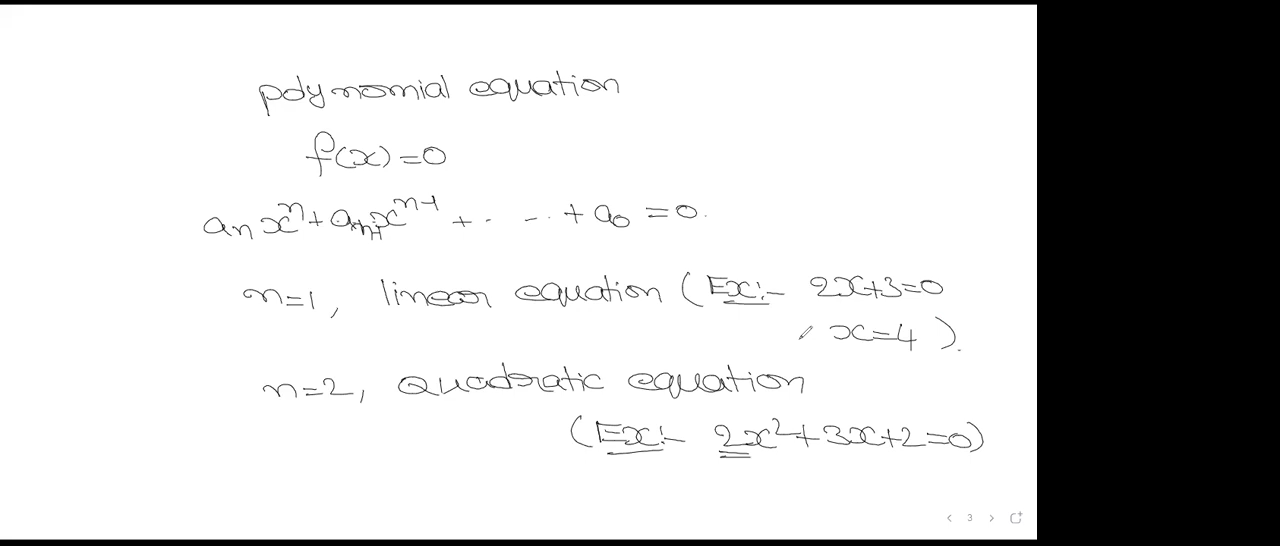 polynomial equation
f(x)=0
aₙxⁿ+aₙ₋₁xⁿ⁻¹+.....+a₀=0.
n=1, linear equation (Ex:- 2x+3=0
, x=4).
n=2, Quadratic equation
(Ex:- 2x²+3x+2=0)
< 3 >